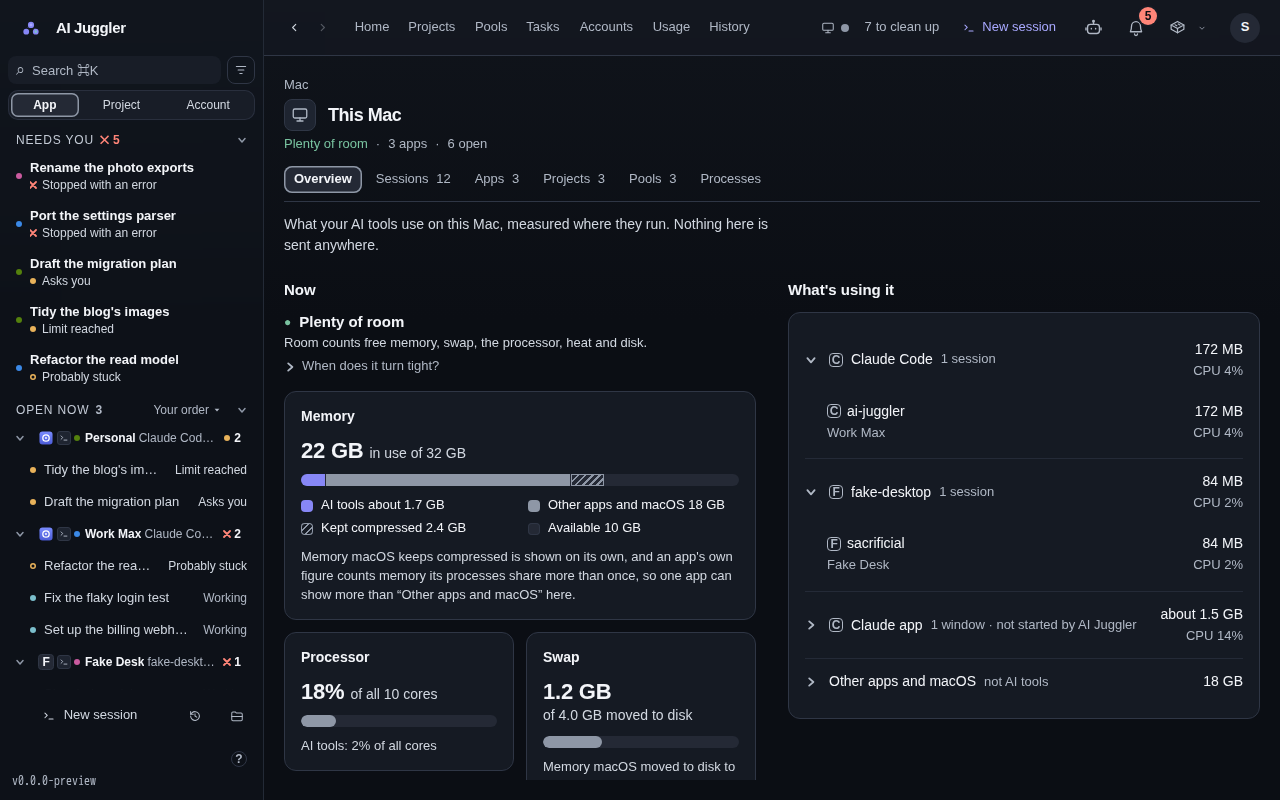 AI Juggler
Search ⌘K
App
Project
Account
NEEDS YOU 5
Rename the photo exports
Stopped with an error
Port the settings parser
Stopped with an error
Draft the migration plan
Asks you
Tidy the blog's images
Limit reached
Refactor the read model
Probably stuck
OPEN NOW 3
Your order
Personal Claude Cod… 2
Tidy the blog's im… Limit reached
Draft the migration plan Asks you
Work Max Claude Co… 2
Refactor the rea… Probably stuck
Fix the flaky login test Working
Set up the billing webh… Working
F Fake Desk fake-deskt… 1
New session
?
v0.0.0-preview
Home
Projects
Pools
Tasks
Accounts
Usage
History
7 to clean up
New session
5
S
Mac
This Mac
Plenty of room · 3 apps · 6 open
Overview
Sessions 12
Apps 3
Projects 3
Pools 3
Processes
What your AI tools use on this Mac, measured where they run. Nothing here is
sent anywhere.
Now
Plenty of room
Room counts free memory, swap, the processor, heat and disk.
When does it turn tight?
Memory
22 GB in use of 32 GB
AI tools about 1.7 GB
Other apps and macOS 18 GB
Kept compressed 2.4 GB
Available 10 GB
Memory macOS keeps compressed is shown on its own, and an app's own
figure counts memory its processes share more than once, so one app can
show more than “Other apps and macOS” here.
Processor
18% of all 10 cores
AI tools: 2% of all cores
Swap
1.2 GB
of 4.0 GB moved to disk
Memory macOS moved to disk to
What's using it
C Claude Code 1 session
172 MB
CPU 4%
C ai-juggler
172 MB
Work Max
CPU 4%
F fake-desktop 1 session
84 MB
CPU 2%
F sacrificial
84 MB
Fake Desk
CPU 2%
C Claude app 1 window · not started by AI Juggler
about 1.5 GB
CPU 14%
Other apps and macOS not AI tools
18 GB